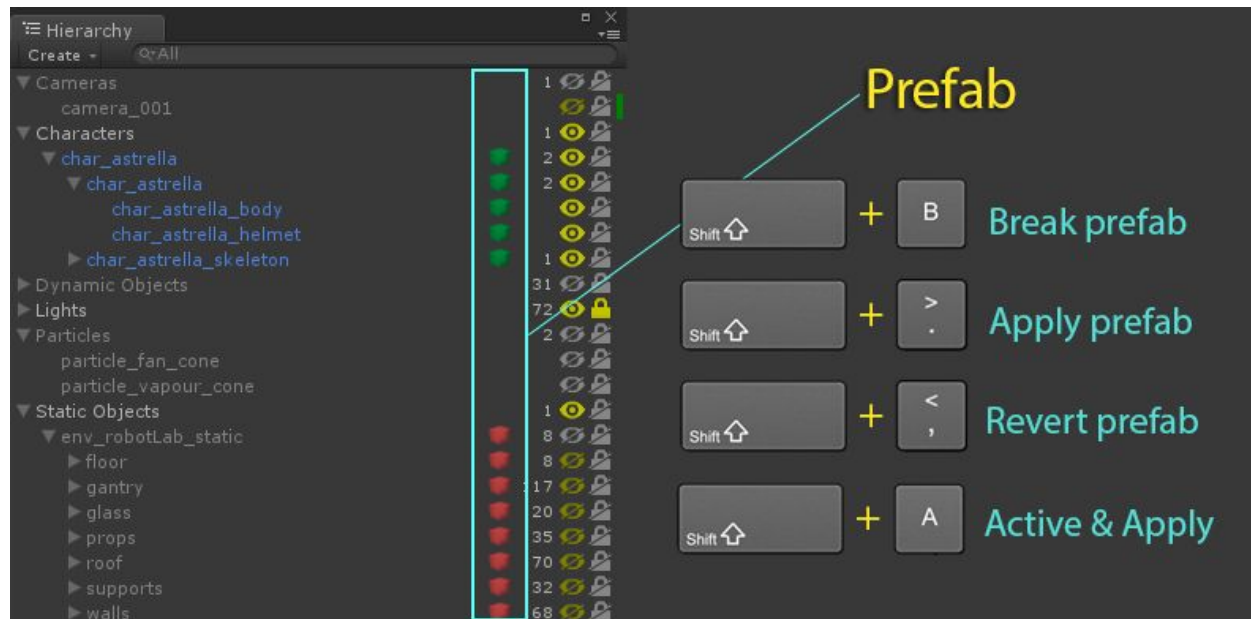 Hierarchy
Create
All
Cameras 1
camera_001
Characters 1
char_astrella 2
char_astrella 2
char_astrella_body
char_astrella_helmet
char_astrella_skeleton 1
Dynamic Objects 31
Lights 72
Particles 2
particle_fan_cone
particle_vapour_cone
Static Objects 1
env_robotLab_static 8
floor 8
gantry 117
glass 20
props 35
roof 70
supports 32
walls 68
Prefab
Shift + B Break prefab
Shift + > . Apply prefab
Shift + < , Revert prefab
Shift + A Active & Apply